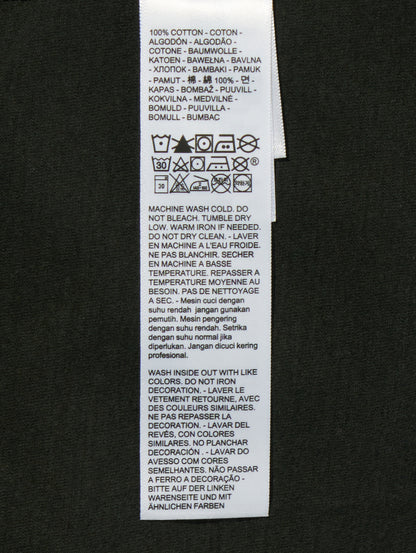 100% COTTON - COTON -
ALGODÓN - ALGODÃO -
COTONE - BAUMWOLLE -
KATOEN - BAWEŁNA - BAVLNA
- ХЛОПОК - BAMBAKI - PAMUK
- PAMUT - 棉 - 綿 100% - 면 -
KAPAS - BOMBAŽ - PUUVILL -
KOKVILNA - MEDVILNĖ -
BOMULD - PUUVILLA -
BOMULL - BUMBAC
30 ®
MACHINE WASH COLD. DO
NOT BLEACH. TUMBLE DRY
LOW. WARM IRON IF NEEDED.
DO NOT DRY CLEAN. - LAVER
EN MACHINE A L'EAU FROIDE.
NE PAS BLANCHIR. SECHER
EN MACHINE A BASSE
TEMPERATURE. REPASSER A
TEMPERATURE MOYENNE AU
BESOIN. PAS DE NETTOYAGE
A SEC. - Mesin cuci dengan
suhu rendah jangan gunakan
pemutih. Mesin pengering
dengan suhu rendah. Setrika
dengan suhu normal jika
diperlukan. Jangan dicuci kering
profesional.
WASH INSIDE OUT WITH LIKE
COLORS. DO NOT IRON
DECORATION. - LAVER LE
VETEMENT RETOURNE, AVEC
DES COULEURS SIMILAIRES.
NE PAS REPASSER LA
DECORATION. - LAVAR DEL
REVÉS, CON COLORES
SIMILARES. NO PLANCHAR
DECORACIÓN . - LAVAR DO
AVESSO COM CORES
SEMELHANTES. NÃO PASSAR
A FERRO A DECORAÇÃO -
BITTE AUF DER LINKEN
WARENSEITE UND MIT
ÄHNLICHEN FARBEN